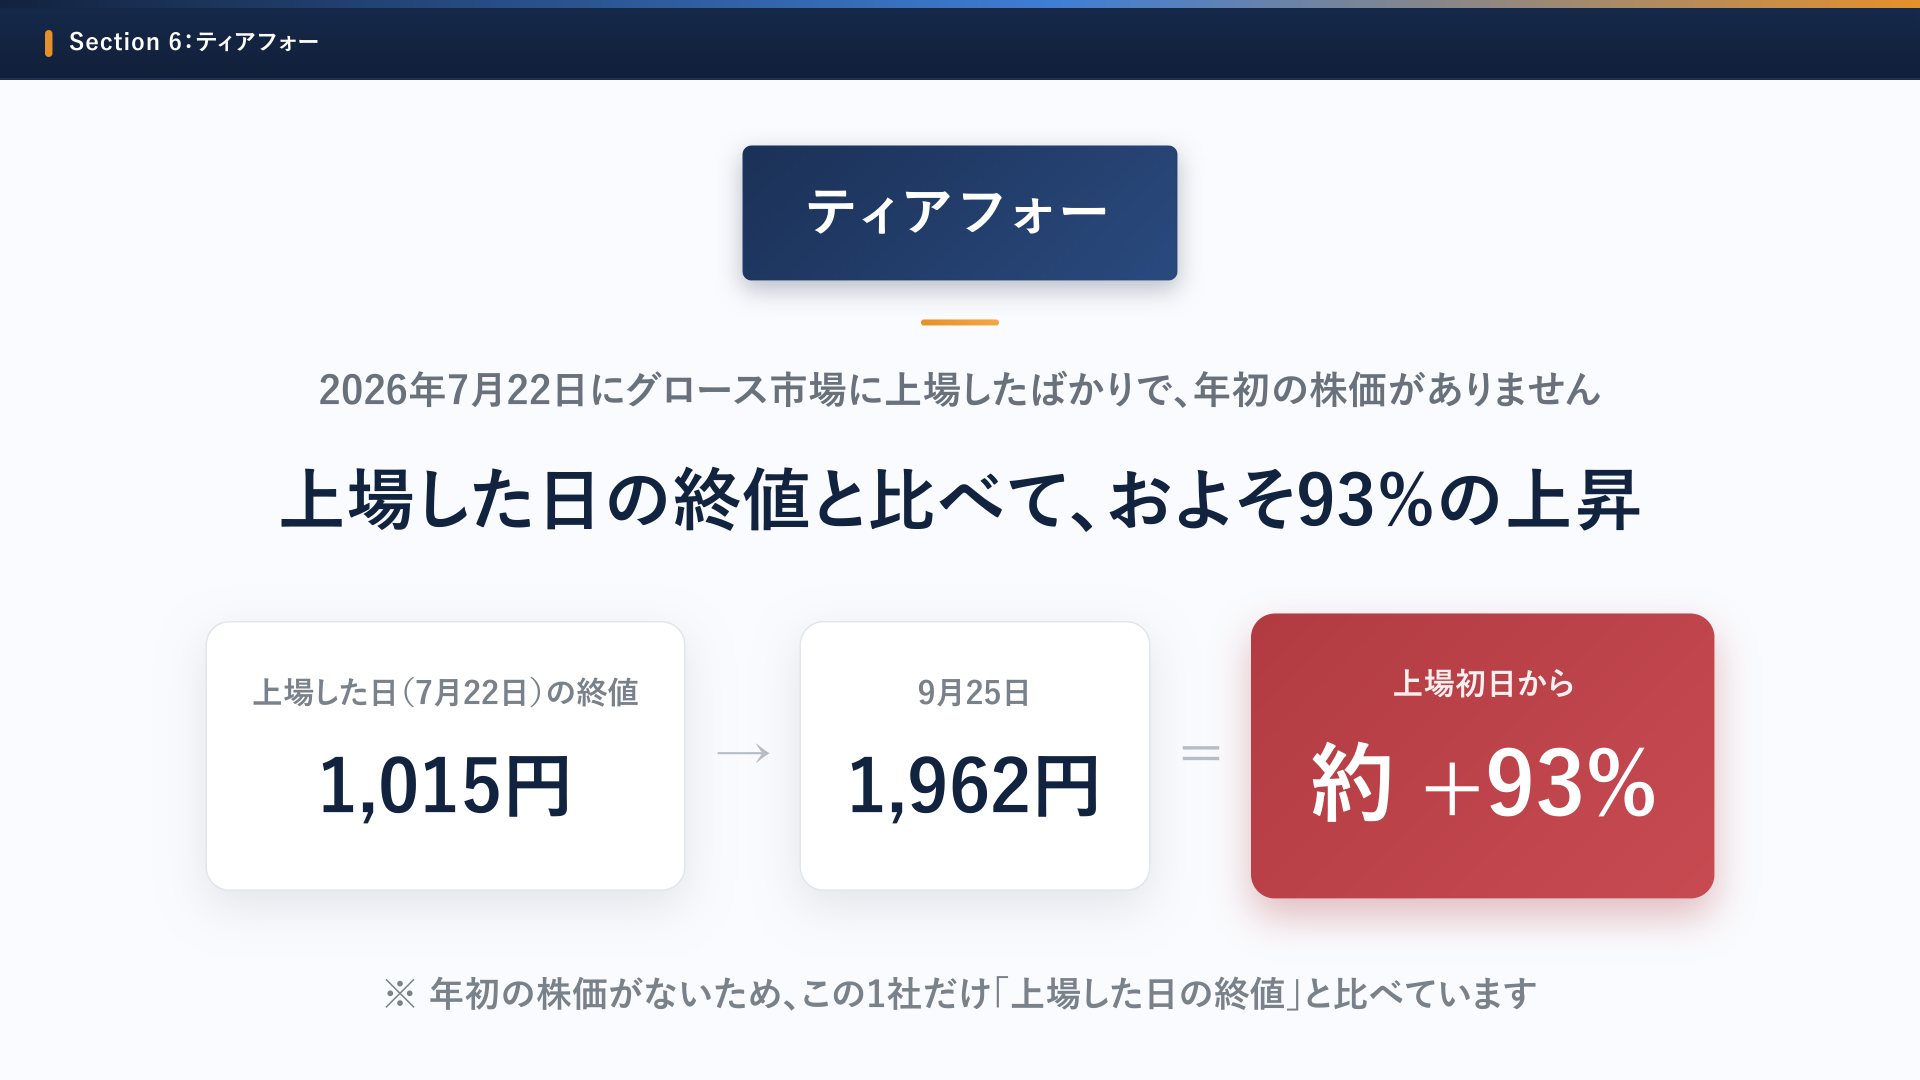 Section 6：ティアフォー
ティアフォー
2026年7月22日にグロース市場に上場したばかりで、年初の株価がありません
上場した日の終値と比べて、およそ93%の上昇
上場した日（7月22日）の終値
1,015円
→
9月25日
1,962円
＝
上場初日から
約 +93%
※ 年初の株価がないため、この1社だけ「上場した日の終値」と比べています